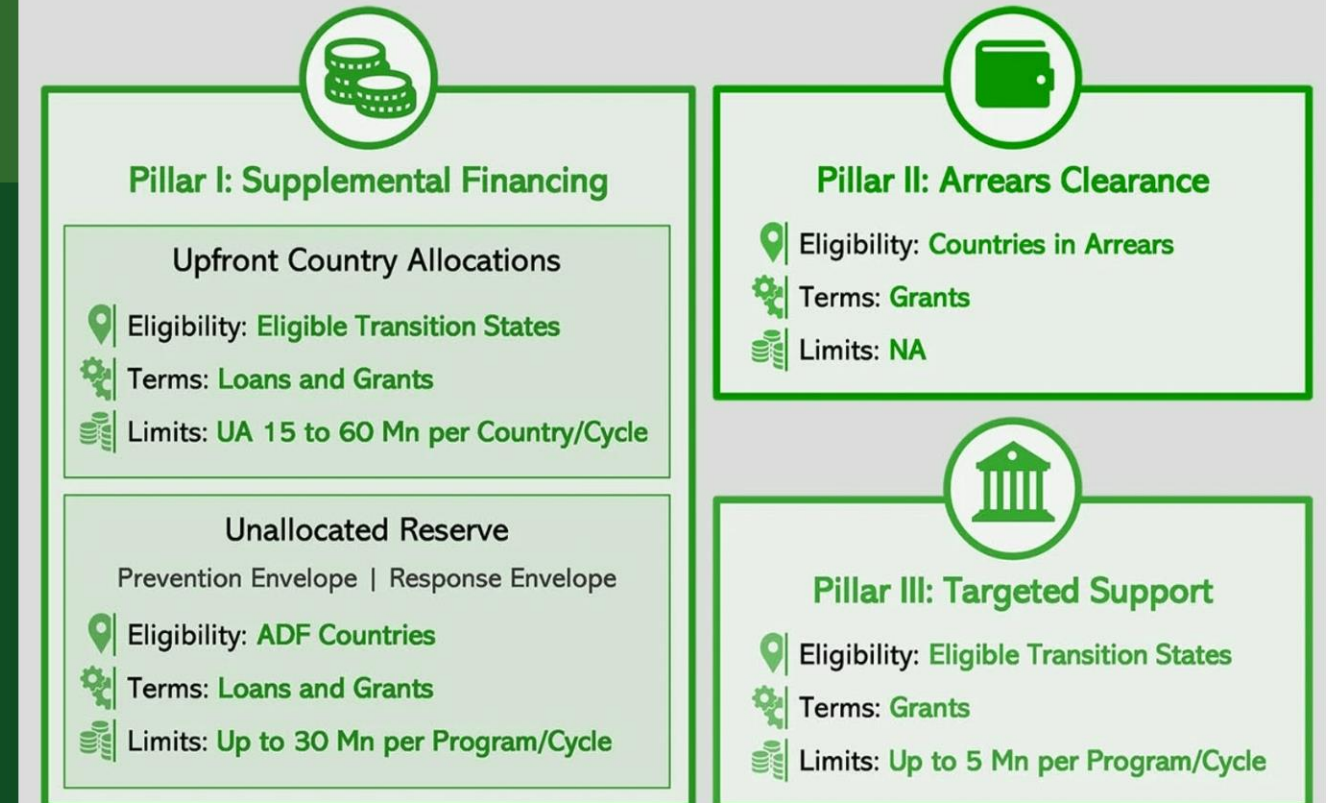 Pillar I: Supplemental Financing
Upfront Country Allocations
Eligibility: Eligible Transition States
Terms: Loans and Grants
Limits: UA 15 to 60 Mn per Country/Cycle
Unallocated Reserve
Prevention Envelope | Response Envelope
Eligibility: ADF Countries
Terms: Loans and Grants
Limits: Up to 30 Mn per Program/Cycle
Pillar II: Arrears Clearance
Eligibility: Countries in Arrears
Terms: Grants
Limits: NA
Pillar III: Targeted Support
Eligibility: Eligible Transition States
Terms: Grants
Limits: Up to 5 Mn per Program/Cycle